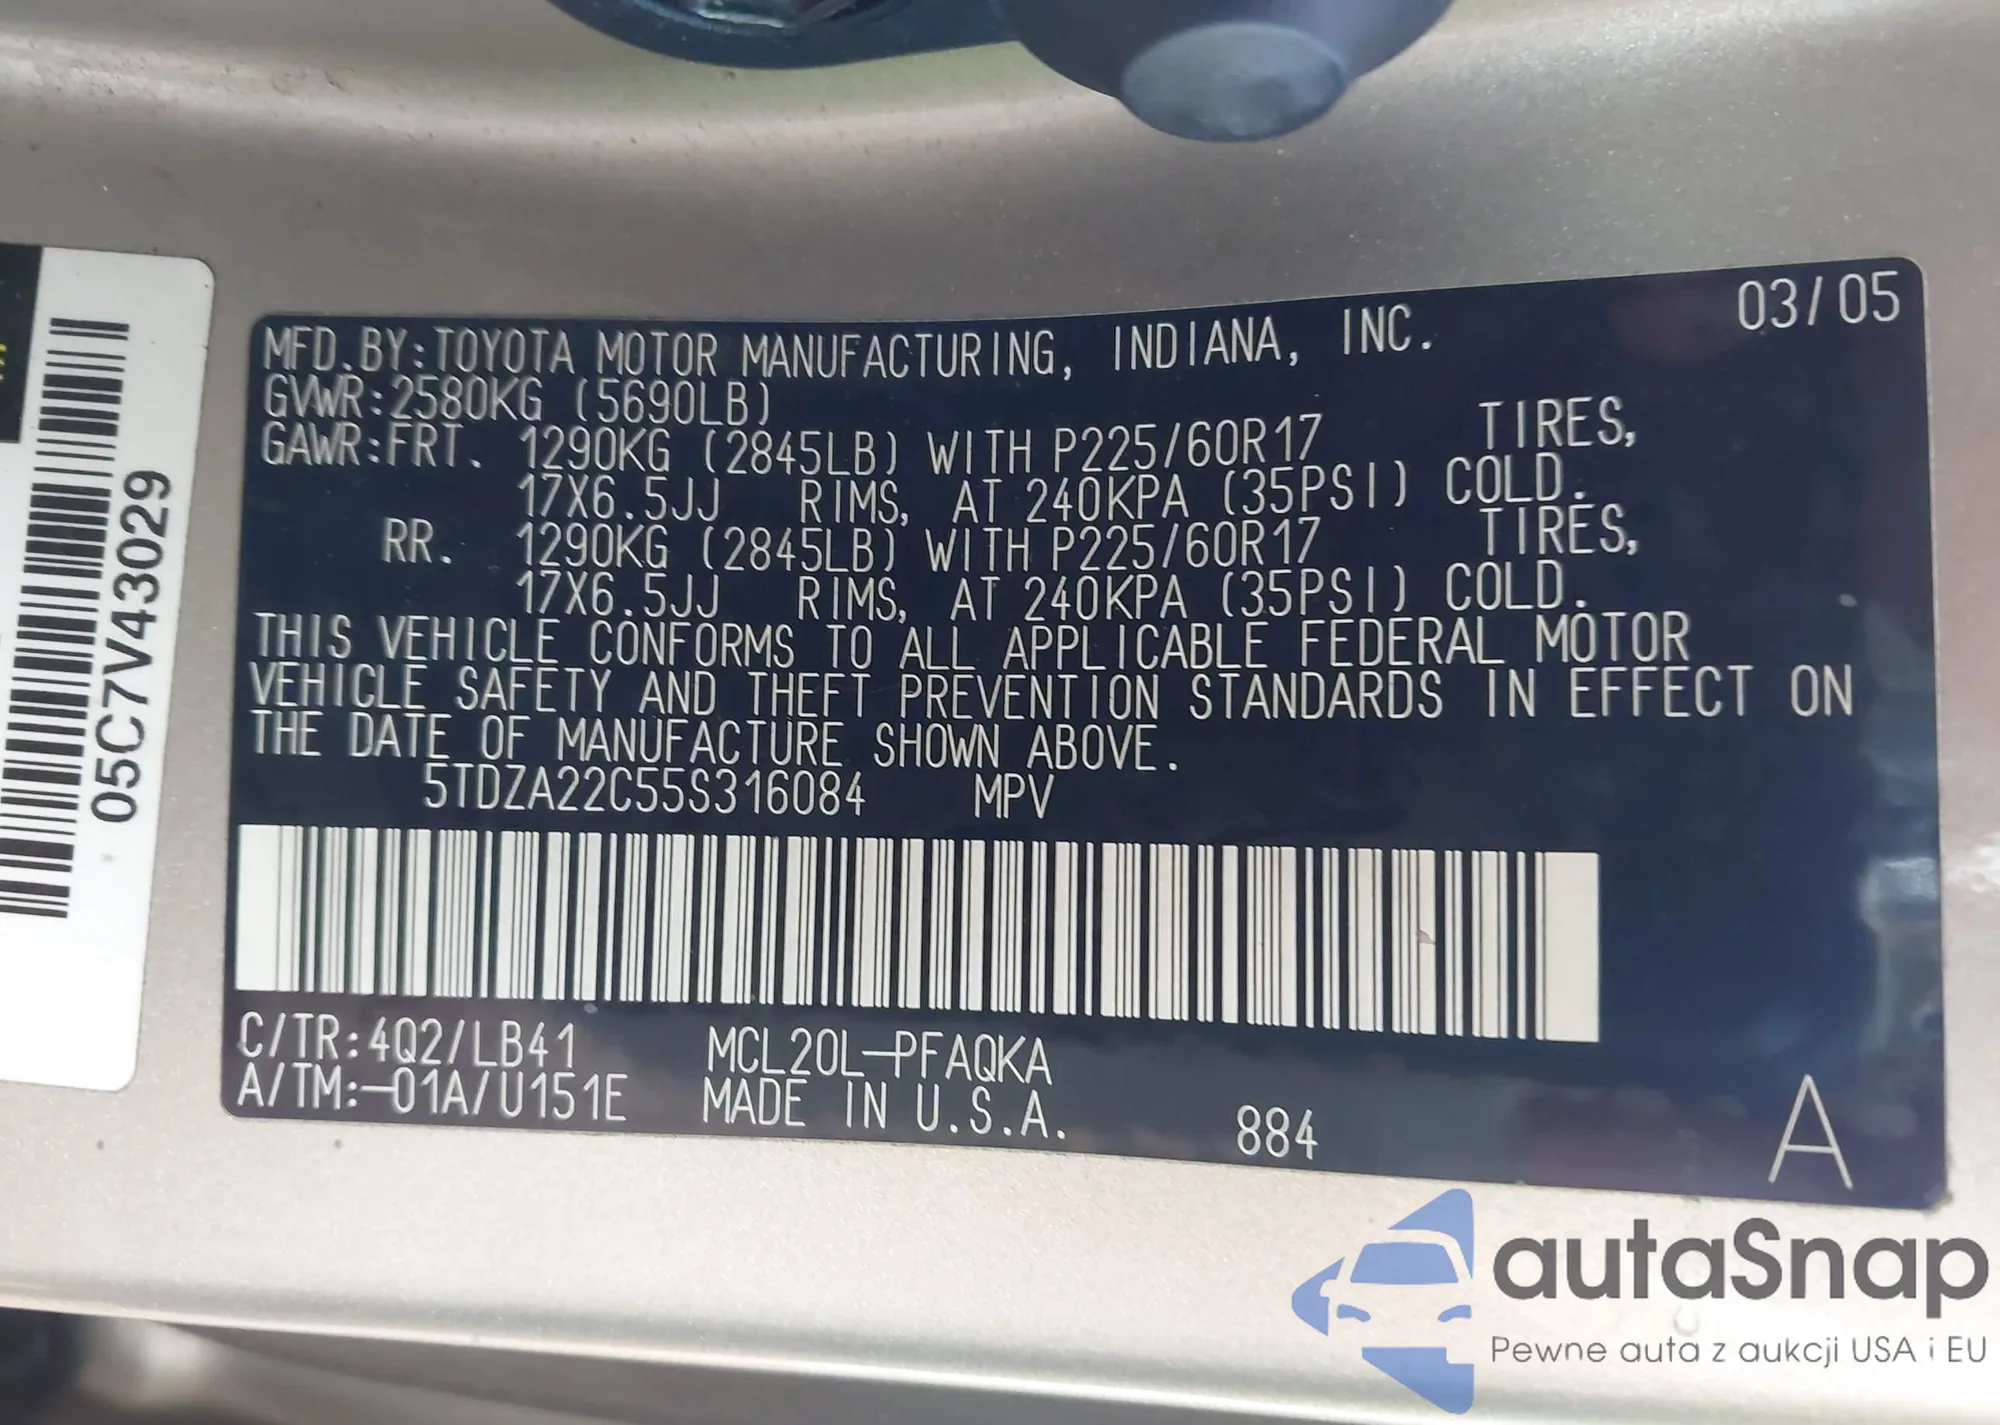 03/05
MFD.BY:TOYOTA MOTOR MANUFACTURING, INDIANA, INC.
GVWR:2580KG (5690LB)
GAWR:FRT. 1290KG (2845LB) WITH P225/60R17 TIRES,
17X6.5JJ RIMS, AT 240KPA (35PSI) COLD.
RR. 1290KG (2845LB) WITH P225/60R17 TIRES,
17X6.5JJ RIMS, AT 240KPA (35PSI) COLD.
THIS VEHICLE CONFORMS TO ALL APPLICABLE FEDERAL MOTOR
VEHICLE SAFETY AND THEFT PREVENTION STANDARDS IN EFFECT ON
THE DATE OF MANUFACTURE SHOWN ABOVE.
5TDZA22C55S316084 MPV
C/TR:4Q2/LB41 MCL20L-PFAQKA
A/TM:-01A/U151E MADE IN U.S.A. 884 A
05C7V43029
autaSnap
Pewne auta z aukcji USA i EU